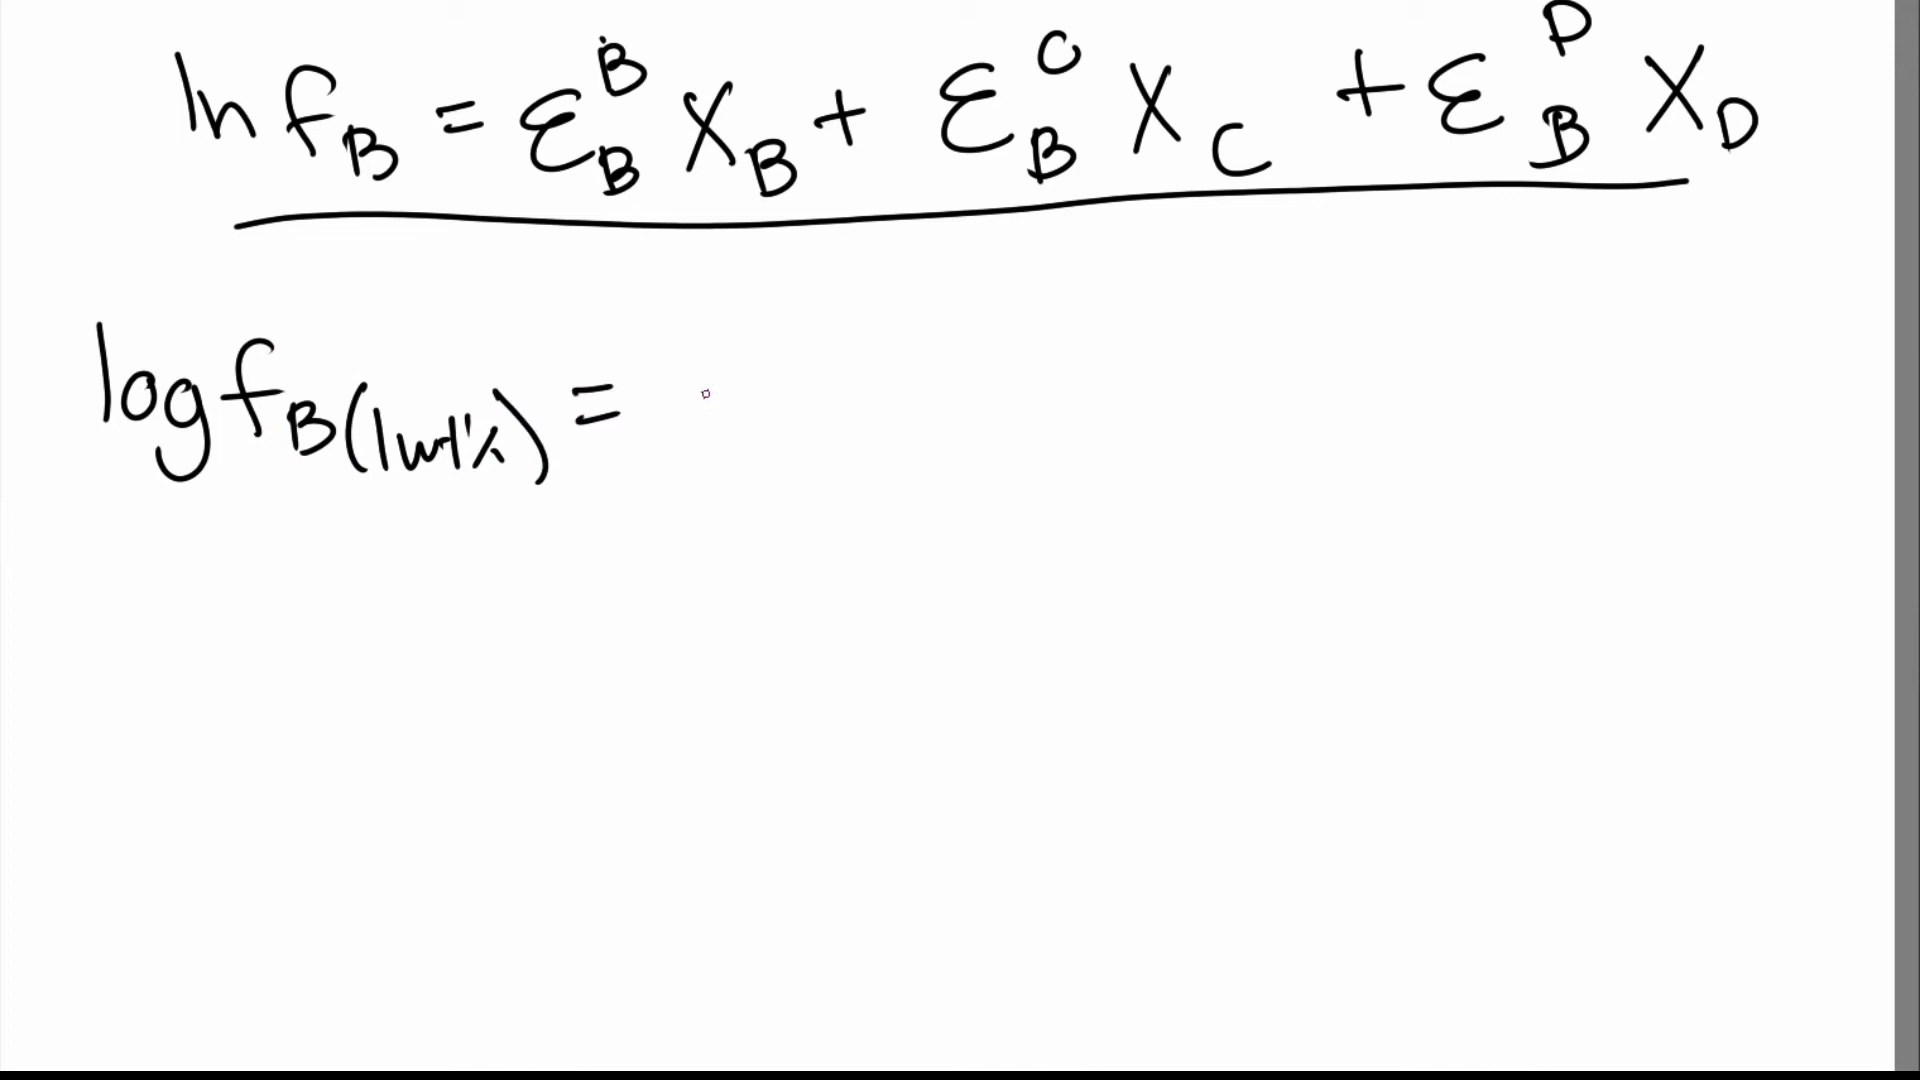 ln f_B = ε_B^B X_B + ε_B^C X_C + ε_B^D X_D
log f_B(1wt%) =